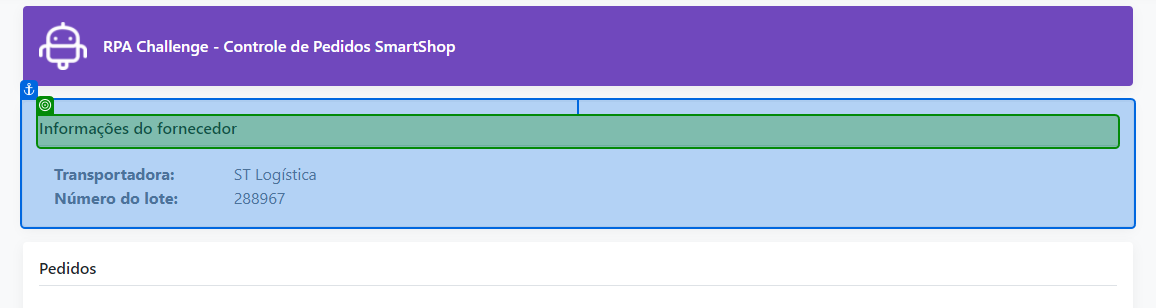 RPA Challenge - Controle de Pedidos SmartShop
Informações do fornecedor
Transportadora: ST Logística
Número do lote: 288967
Pedidos